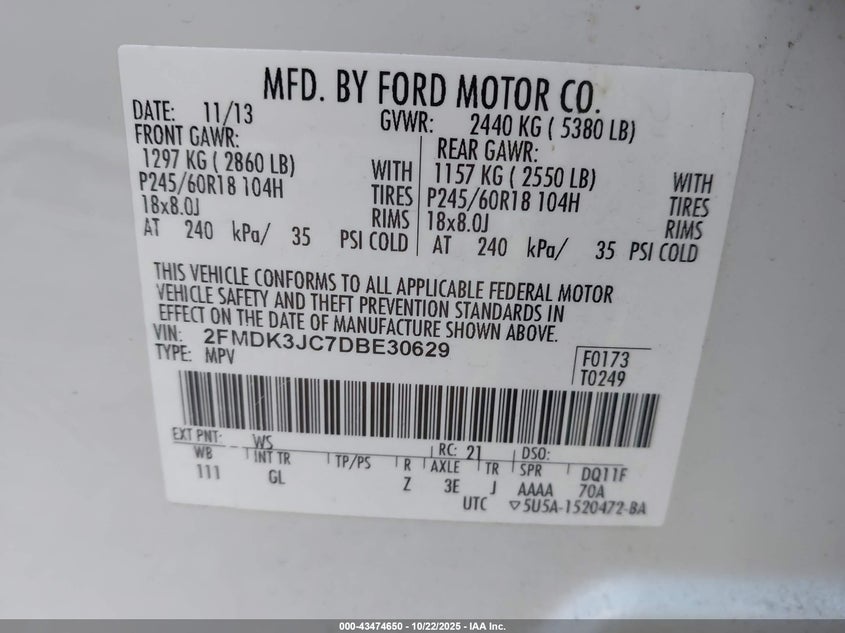 MFD. BY FORD MOTOR CO.
DATE: 11/13 GVWR: 2440 KG ( 5380 LB)
FRONT GAWR: REAR GAWR:
1297 KG ( 2860 LB) WITH 1157 KG ( 2550 LB) WITH
P245/60R18 104H TIRES P245/60R18 104H TIRES
18x8.0J RIMS 18x8.0J RIMS
AT 240 kPa/ 35 PSI COLD AT 240 kPa/ 35 PSI COLD
THIS VEHICLE CONFORMS TO ALL APPLICABLE FEDERAL MOTOR
VEHICLE SAFETY AND THEFT PREVENTION STANDARDS IN
EFFECT ON THE DATE OF MANUFACTURE SHOWN ABOVE.
VIN: 2FMDK3JC7DBE30629
TYPE: MPV F0173
T0249
EXT PNT: WS RC: 21 DSO:
WB INT TR TP/PS R AXLE TR SPR DQ11F
111 GL Z 3E J AAAA 70A
UTC ▽5U5A-1520472-BA
000-43474650 - 10/22/2025 - IAA Inc.